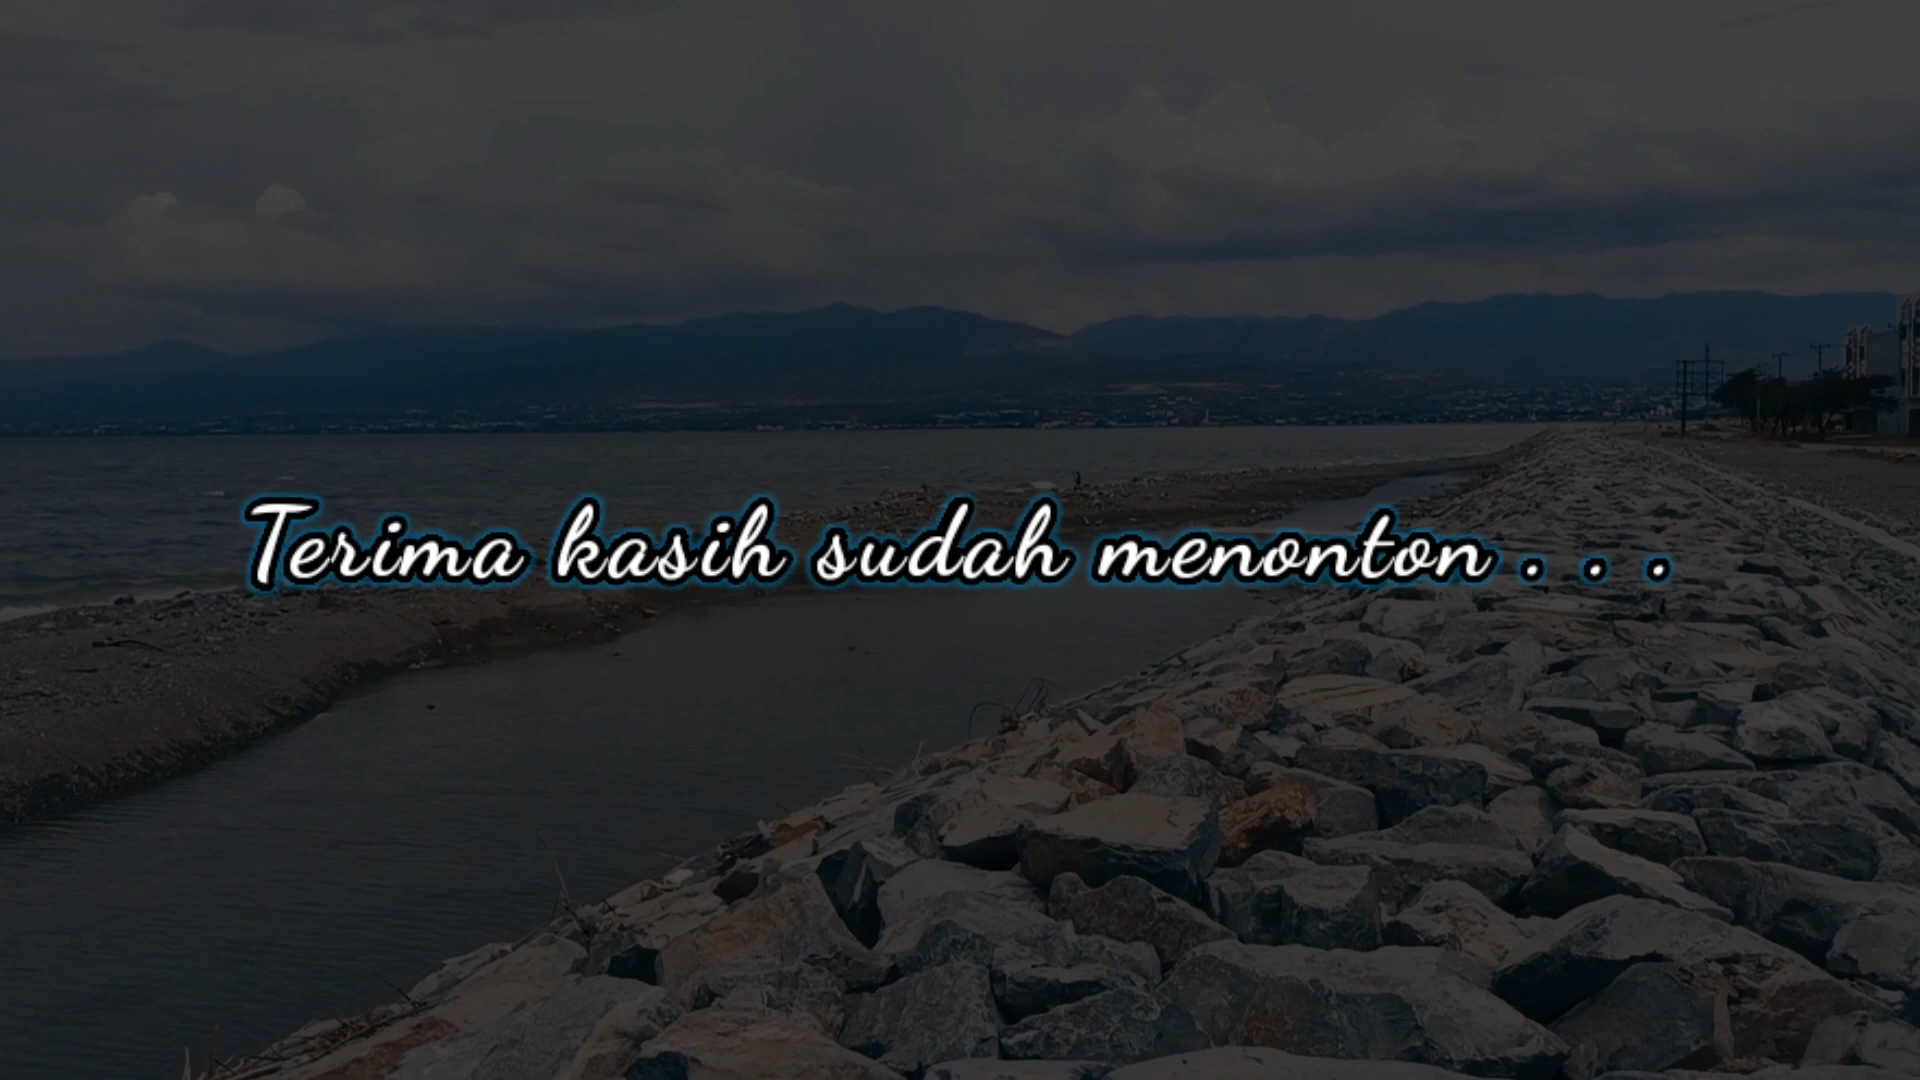 Terima kasih sudah menonton . . .